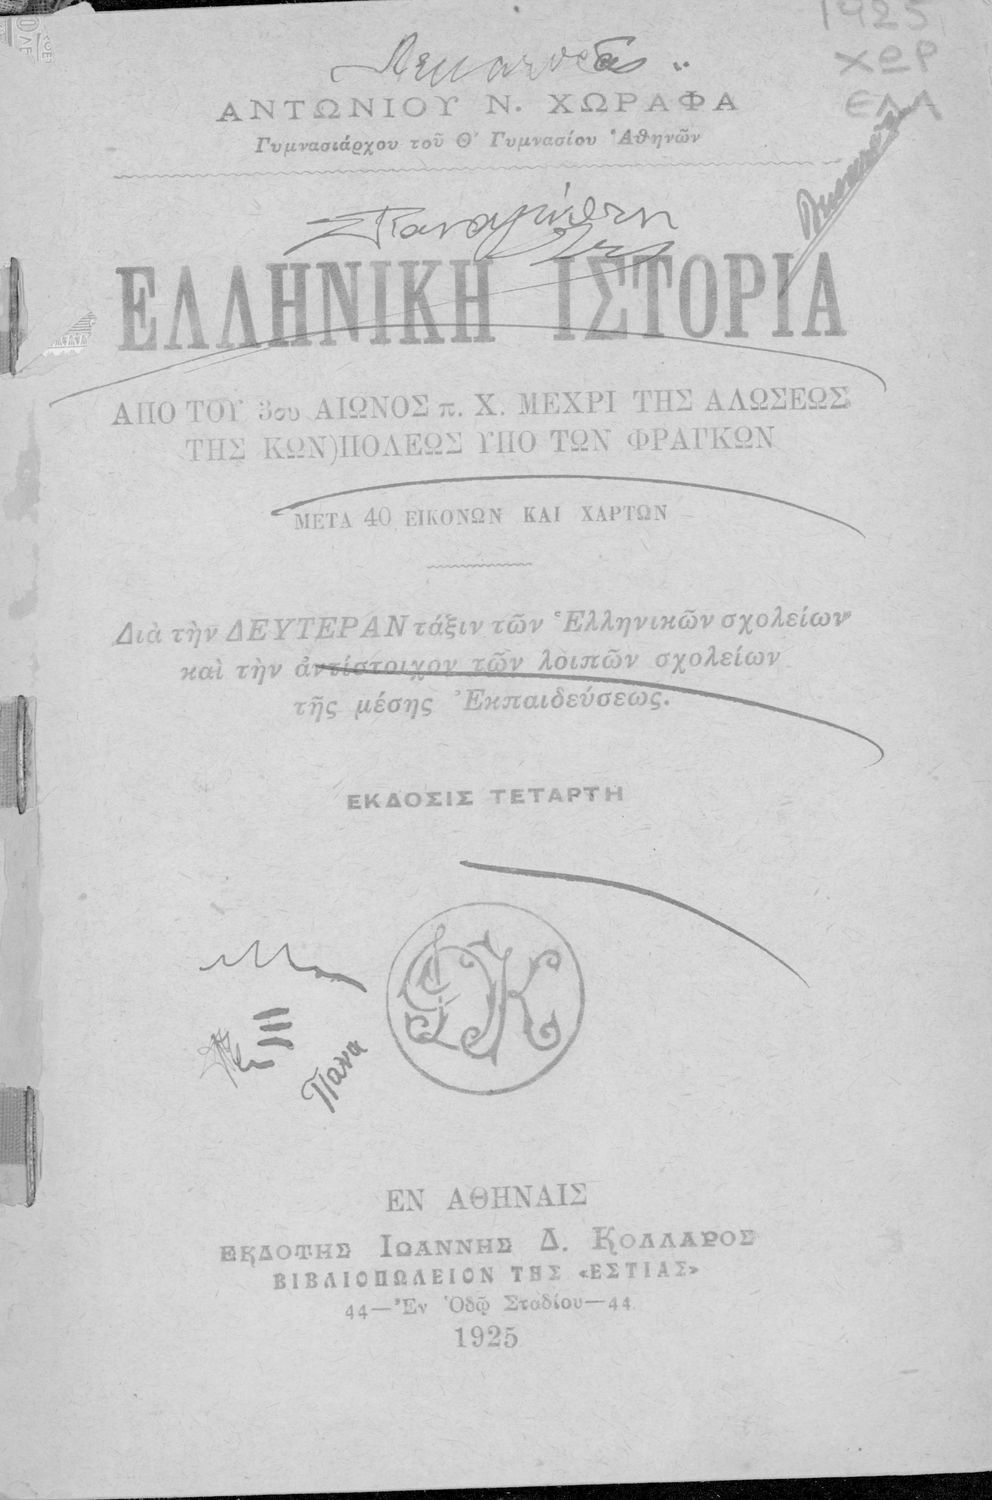 1925
ΧΩΡ
ΕΛΛ
ΑΝΤΩΝΙΟΥ Ν. ΧΩΡΑΦΑ
Γυμνασιάρχου τοῦ Θ′ Γυμνασίου Ἀθηνῶν
ΕΛΛΗΝΙΚΗ ΙΣΤΟΡΙΑ
ΑΠΟ ΤΟΥ 3ου ΑΙΩΝΟΣ π. Χ. ΜΕΧΡΙ ΤΗΣ ΑΛΩΣΕΩΣ
ΤΗΣ ΚΩΝ)ΠΟΛΕΩΣ ΥΠΟ ΤΩΝ ΦΡΑΓΚΩΝ
ΜΕΤΑ 40 ΕΙΚΟΝΩΝ ΚΑΙ ΧΑΡΤΩΝ
Διὰ τὴν ΔΕΥΤΕΡΑΝ τάξιν τῶν Ἑλληνικῶν σχολείων
καὶ τὴν ἀντίστοιχον τῶν λοιπῶν σχολείων
τῆς μέσης Ἐκπαιδεύσεως.
ΕΚΔΟΣΙΣ ΤΕΤΑΡΤΗ
ΙΚ
Πανα
ΕΝ ΑΘΗΝΑΙΣ
ΕΚΔΟΤΗΣ ΙΩΑΝΝΗΣ Δ. ΚΟΛΛΑΡΟΣ
ΒΙΒΛΙΟΠΩΛΕΙΟΝ ΤΗΣ «ΕΣΤΙΑΣ»
44—Ἐν Ὁδῷ Σταδίου—44
1925